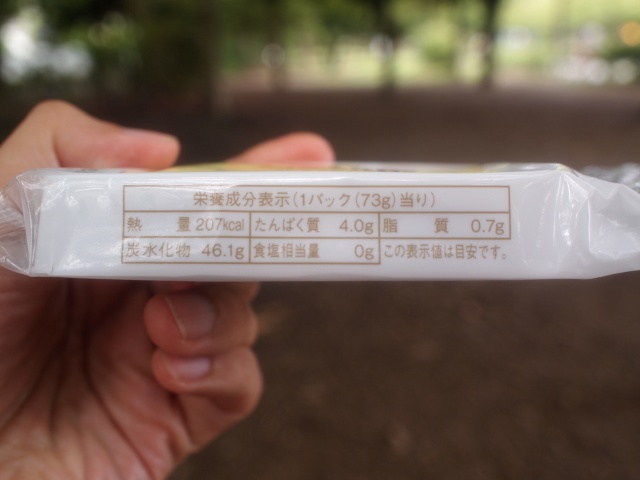 栄養成分表示(1パック(73g)当り)
熱 量 207kcal たんぱく質 4.0g 脂 質 0.7g
炭水化物 46.1g 食塩相当量 0g この表示値は目安です。